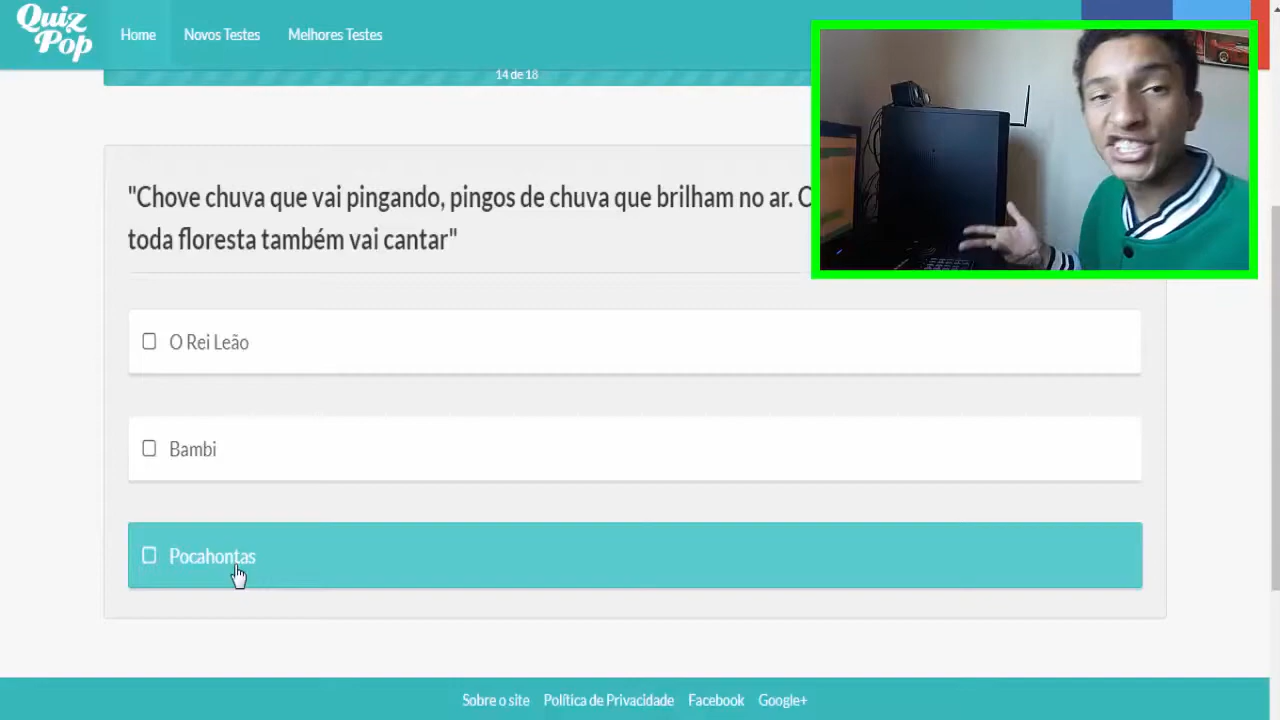 Quiz
Pop
Home
Novos Testes
Melhores Testes
14 de 18
"Chove chuva que vai pingando, pingos de chuva que brilham no ar.
toda floresta também vai cantar"
O Rei Leão
Bambi
Pocahontas
Sobre o site
Política de Privacidade
Facebook
Google+